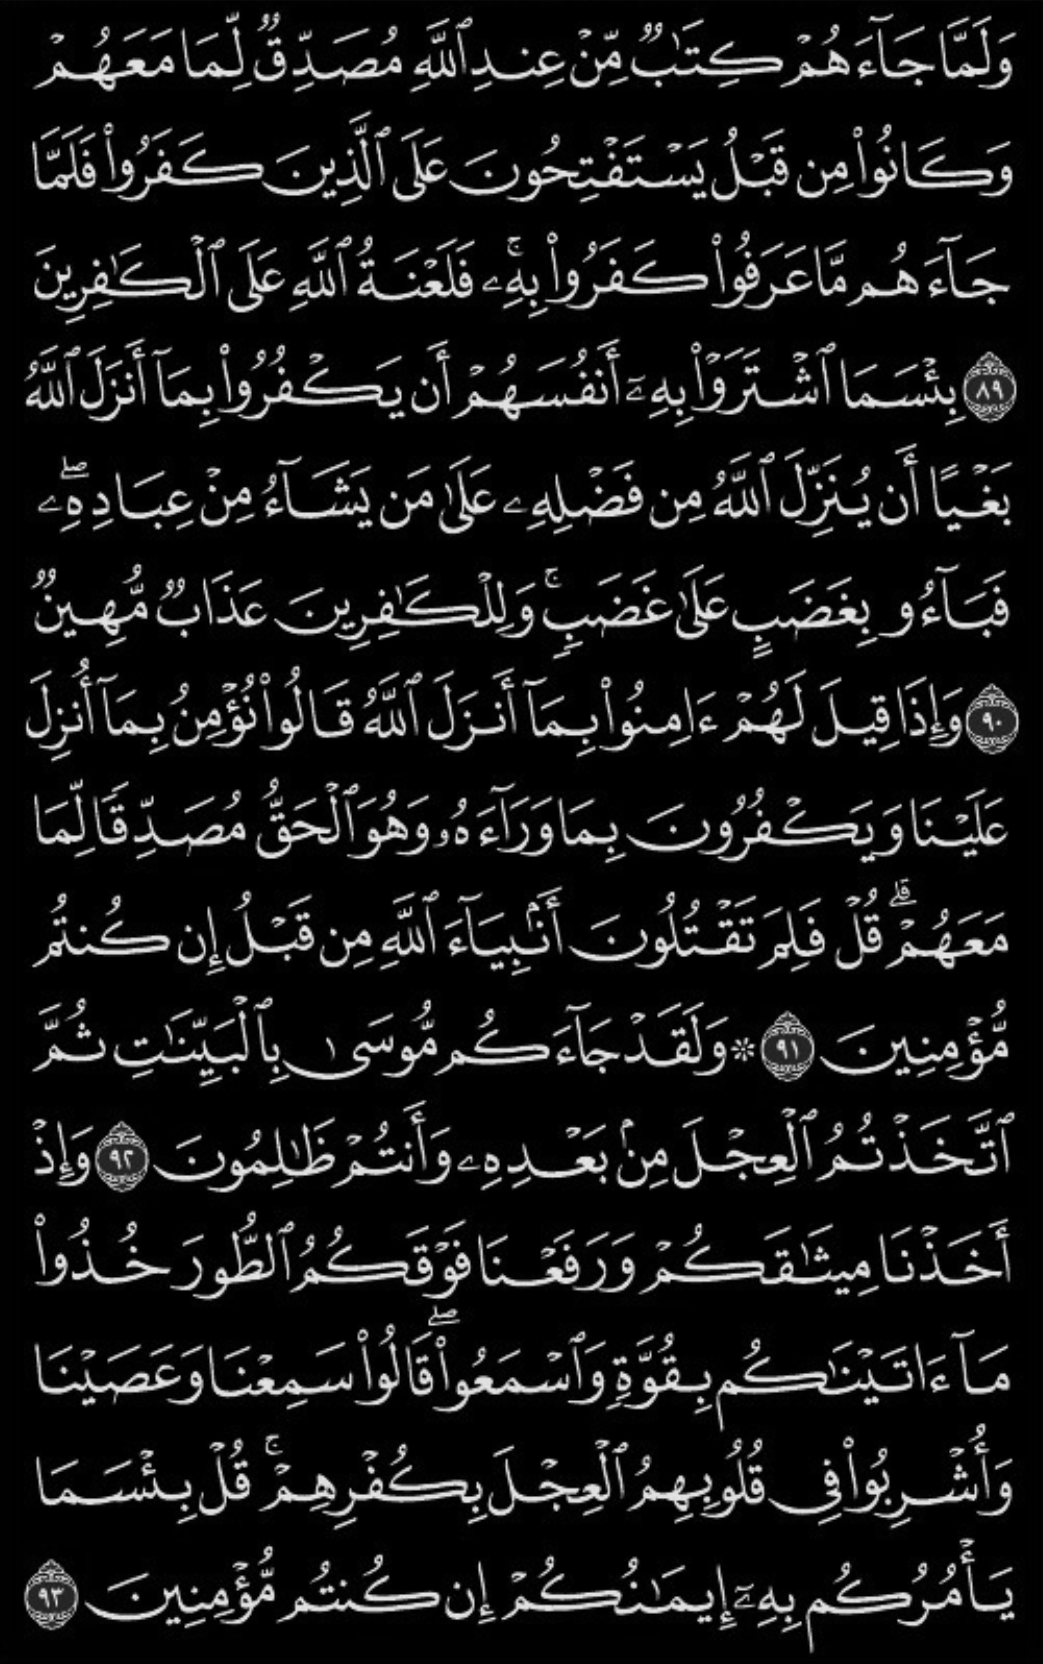 وَلَمَّا جَآءَهُمْ كِتَٰبٌ مِّنْ عِندِ ٱللَّهِ مُصَدِّقٌ لِّمَا مَعَهُمْ
وَكَانُوا۟ مِن قَبْلُ يَسْتَفْتِحُونَ عَلَى ٱلَّذِينَ كَفَرُوا۟ فَلَمَّا
جَآءَهُم مَّا عَرَفُوا۟ كَفَرُوا۟ بِهِۦۚ فَلَعْنَةُ ٱللَّهِ عَلَى ٱلْكَٰفِرِينَ
٨٩ بِئْسَمَا ٱشْتَرَوْا۟ بِهِۦٓ أَنفُسَهُمْ أَن يَكْفُرُوا۟ بِمَآ أَنزَلَ ٱللَّهُ
بَغْيًا أَن يُنَزِّلَ ٱللَّهُ مِن فَضْلِهِۦ عَلَىٰ مَن يَشَآءُ مِنْ عِبَادِهِۦۖ
فَبَآءُو بِغَضَبٍ عَلَىٰ غَضَبٍۚ وَلِلْكَٰفِرِينَ عَذَابٌ مُّهِينٌ
٩٠ وَإِذَا قِيلَ لَهُمْ ءَامِنُوا۟ بِمَآ أَنزَلَ ٱللَّهُ قَالُوا۟ نُؤْمِنُ بِمَآ أُنزِلَ
عَلَيْنَا وَيَكْفُرُونَ بِمَا وَرَآءَهُۥ وَهُوَ ٱلْحَقُّ مُصَدِّقًا لِّمَا
مَعَهُمْۗ قُلْ فَلِمَ تَقْتُلُونَ أَنۢبِيَآءَ ٱللَّهِ مِن قَبْلُ إِن كُنتُم
مُّؤْمِنِينَ ٩١ ۞ وَلَقَدْ جَآءَكُم مُّوسَىٰ بِٱلْبَيِّنَٰتِ ثُمَّ
ٱتَّخَذْتُمُ ٱلْعِجْلَ مِنۢ بَعْدِهِۦ وَأَنتُمْ ظَٰلِمُونَ ٩٢ وَإِذْ
أَخَذْنَا مِيثَٰقَكُمْ وَرَفَعْنَا فَوْقَكُمُ ٱلطُّورَ خُذُوا۟
مَآ ءَاتَيْنَٰكُم بِقُوَّةٍ وَٱسْمَعُوا۟ۖ قَالُوا۟ سَمِعْنَا وَعَصَيْنَا
وَأُشْرِبُوا۟ فِى قُلُوبِهِمُ ٱلْعِجْلَ بِكُفْرِهِمْۚ قُلْ بِئْسَمَا
يَأْمُرُكُم بِهِۦٓ إِيمَٰنُكُمْ إِن كُنتُم مُّؤْمِنِينَ ٩٣